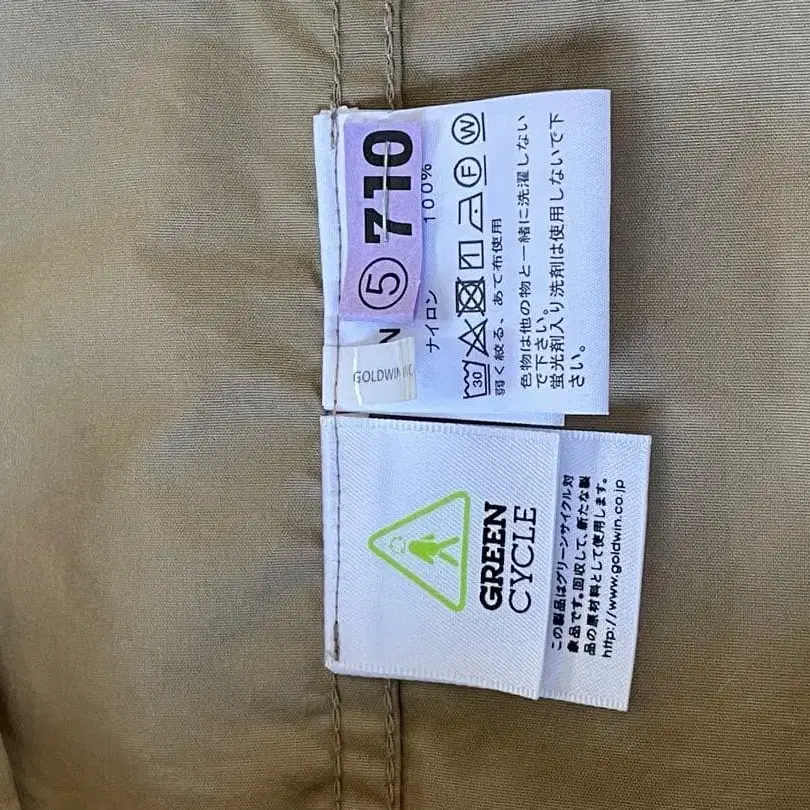 ⑤ 710
N
GOLDWIN
ナイロン 100%
30 F W
弱く絞る、あて布使用
色物は他の物と一緒に洗濯しない
で下さい。
蛍光剤入り洗剤は使用しないで下
さい。
GREEN
CYCLE
この製品はグリーンサイクル対
象品です。回収して、新たな製
品の原材料として使用します。
http://www.goldwin.co.jp